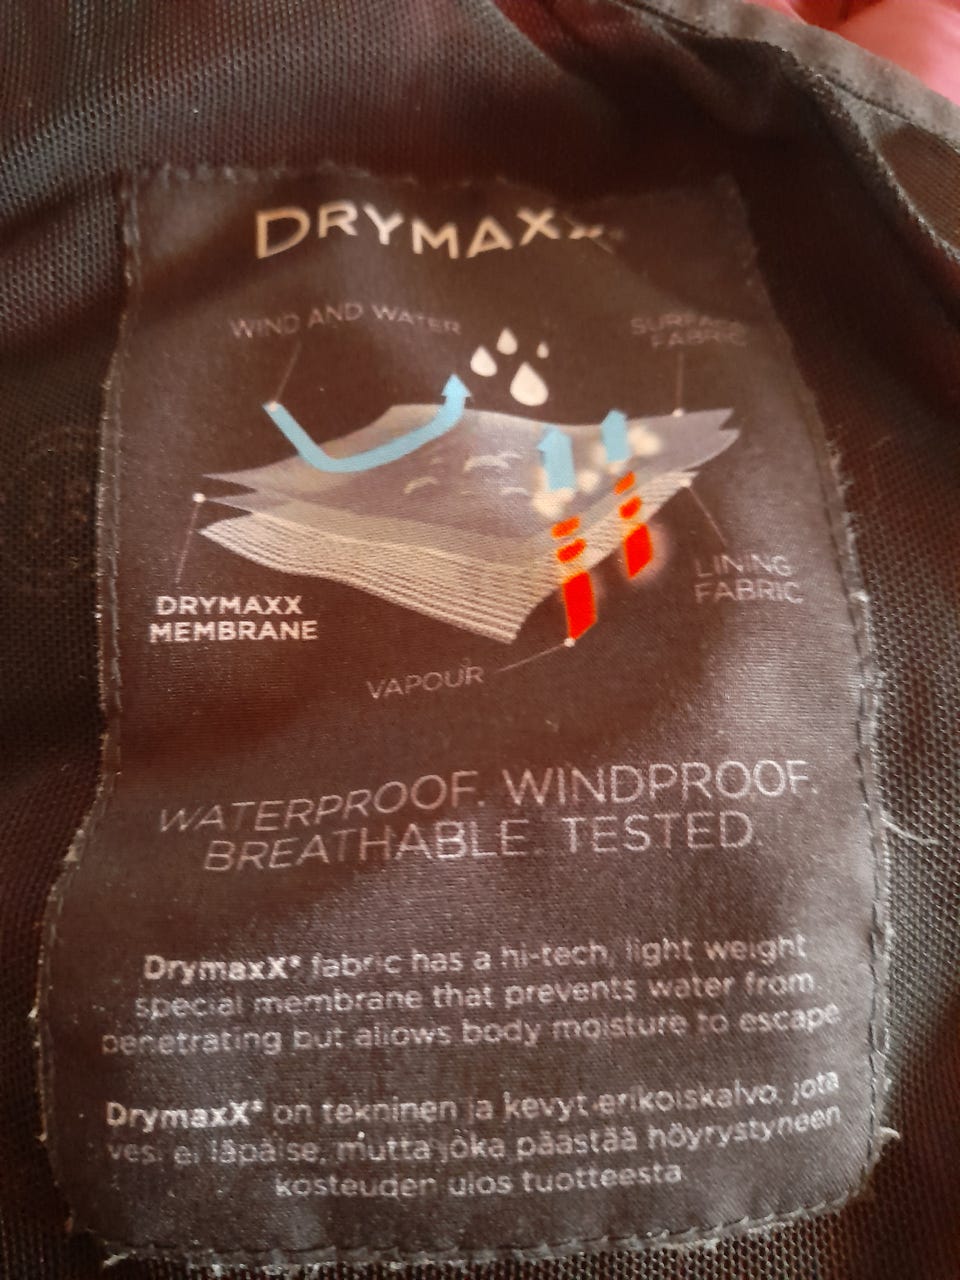 DRYMAXX
WIND AND WATER
SURFACE
FABRIC
DRYMAXX
MEMBRANE
LINING
FABRIC
VAPOUR
WATERPROOF. WINDPROOF.
BREATHABLE. TESTED.
DrymaxX® fabric has a hi-tech, light weight
special membrane that prevents water from
penetrating but allows body moisture to escape
DrymaxX® on tekninen ja kevyt erikoiskalvo, jota
vesi ei läpäise, mutta joka päästää höyrystyneen
kosteuden ulos tuotteesta.